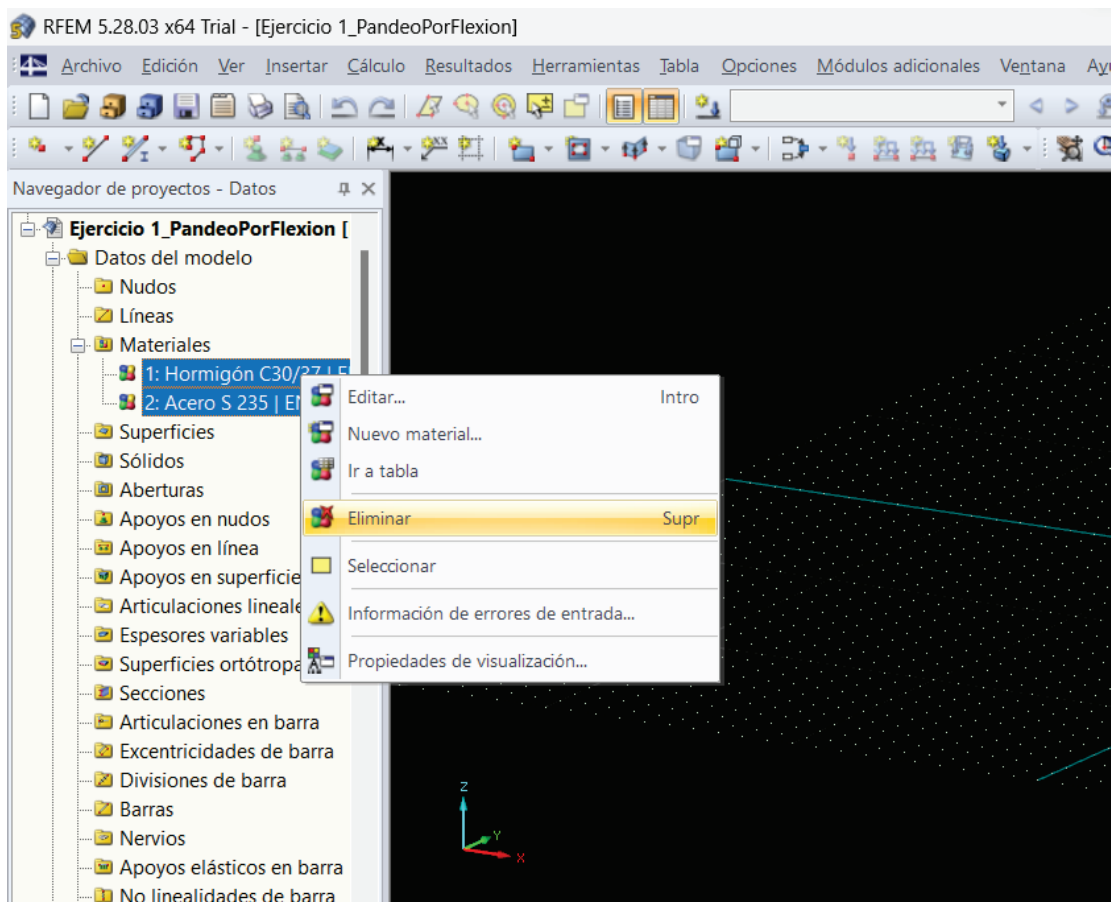 RFEM 5.28.03 x64 Trial - [Ejercicio 1_PandeoPorFlexion]
Archivo Edición Ver Insertar Cálculo Resultados Herramientas Tabla Opciones Módulos adicionales Ventana Ayu
Navegador de proyectos - Datos
Ejercicio 1_PandeoPorFlexion [
Datos del modelo
Nudos
Líneas
Materiales
1: Hormigón C30/37 | E
2: Acero S 235 | EN
Superficies
Sólidos
Aberturas
Apoyos en nudos
Apoyos en línea
Apoyos en superficie
Articulaciones lineale
Espesores variables
Superficies ortótropa
Secciones
Articulaciones en barra
Excentricidades de barra
Divisiones de barra
Barras
Nervios
Apoyos elásticos en barra
No linealidades de barra
Editar... Intro
Nuevo material...
Ir a tabla
Eliminar Supr
Seleccionar
Información de errores de entrada...
Propiedades de visualización...
Z
Y
X